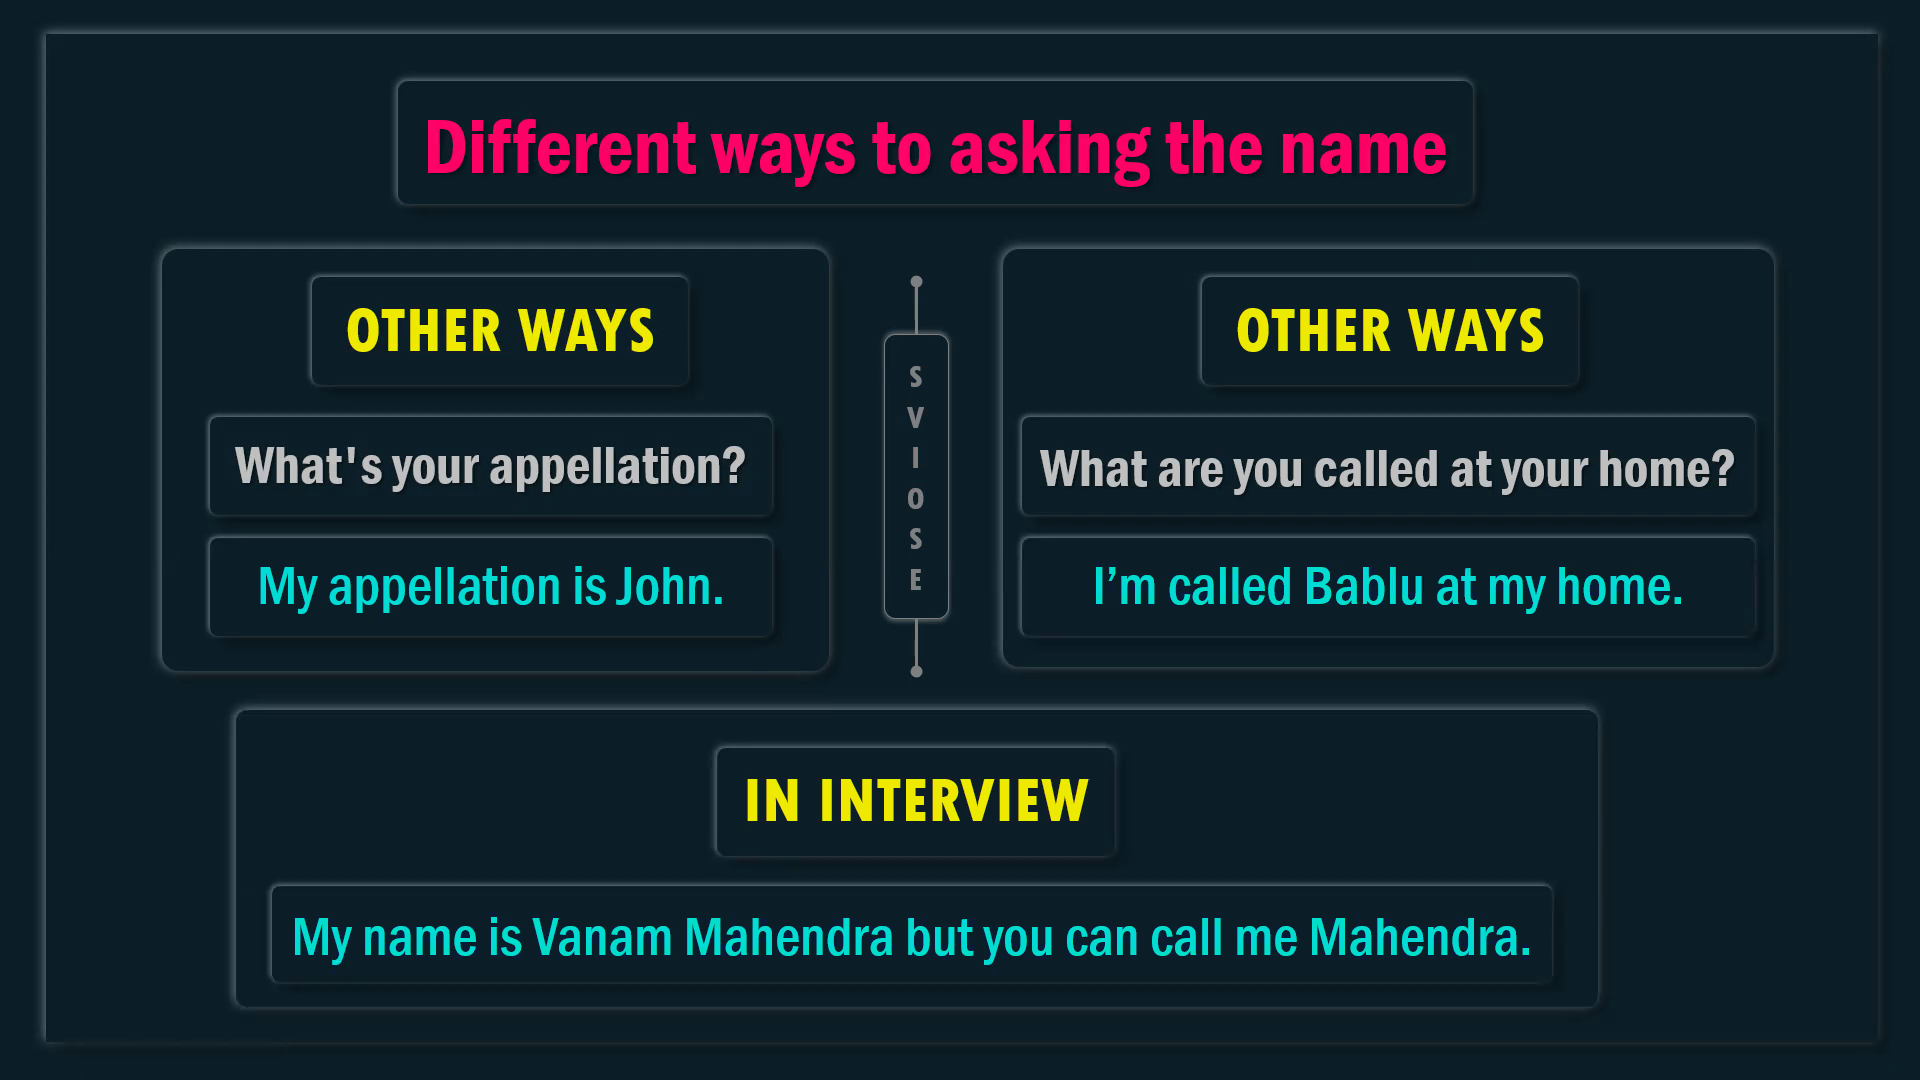 Different ways to asking the name
OTHER WAYS
What's your appellation?
My appellation is John.
S
V
I
O
S
E
OTHER WAYS
What are you called at your home?
I’m called Bablu at my home.
IN INTERVIEW
My name is Vanam Mahendra but you can call me Mahendra.